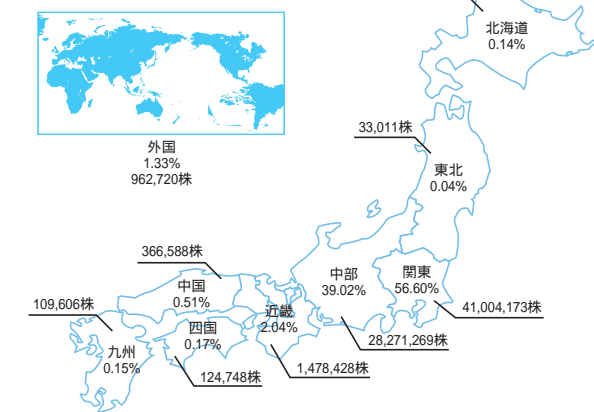 北海道
0.14%
外国
1.33%
962,720株
33,011株
東北
0.04%
366,588株
中国
0.51%
中部
39.02%
関東
56.60%
109,606株
近畿
2.04%
41,004,173株
四国
0.17%
28,271,269株
九州
0.15%
124,748株
1,478,428株